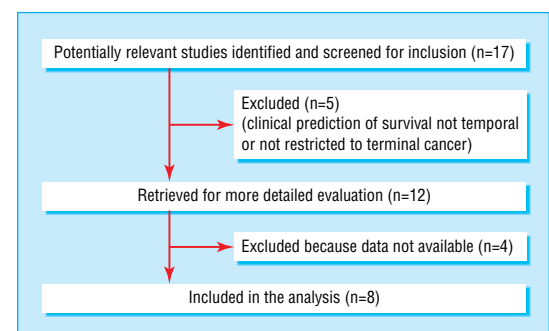 Potentially relevant studies identified and screened for inclusion (n=17)
Excluded (n=5)
(clinical prediction of survival not temporal
or not restricted to terminal cancer)
Retrieved for more detailed evaluation (n=12)
Excluded because data not available (n=4)
Included in the analysis (n=8)